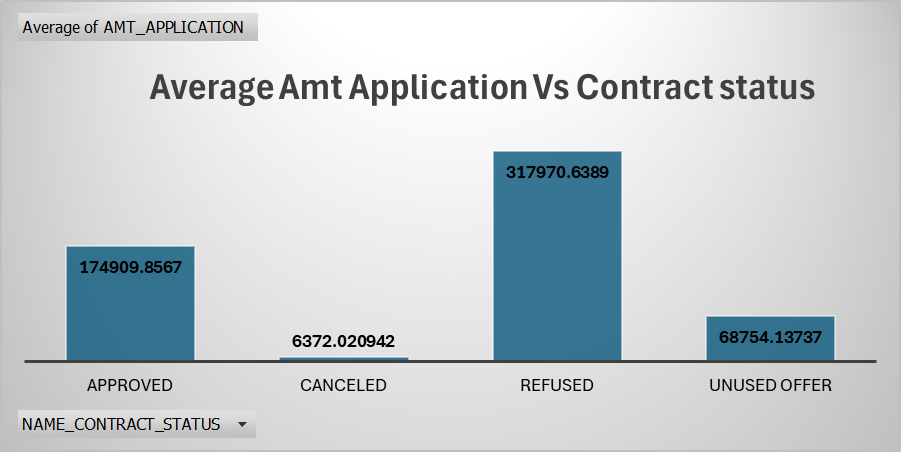 Average of AMT_APPLICATION
Average Amt Application Vs Contract status
317970.6389
174909.8567
6372.020942
68754.13737
APPROVED CANCELED REFUSED UNUSED OFFER
NAME_CONTRACT_STATUS